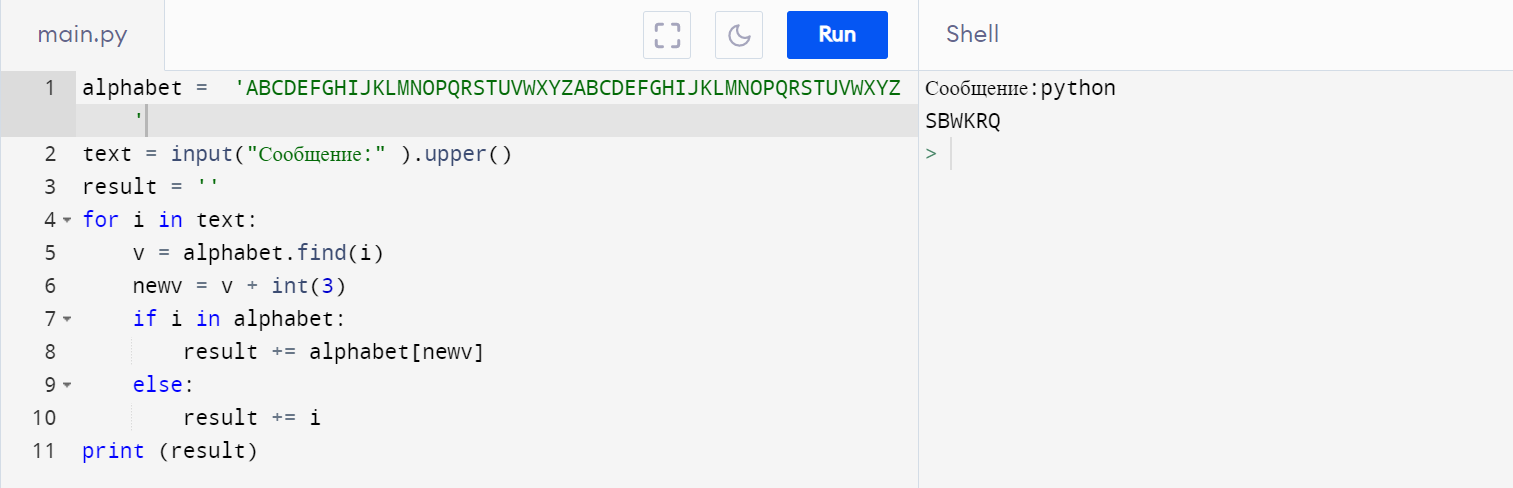 main.py
Run
Shell
1 alphabet =  'ABCDEFGHIJKLMNOPQRSTUVWXYZABCDEFGHIJKLMNOPQRSTUVWXYZ
'
2 text = input("Сообщение:" ).upper()
3 result = ''
4 for i in text:
5     v = alphabet.find(i)
6     newv = v + int(3)
7     if i in alphabet:
8         result += alphabet[newv]
9     else:
10         result += i
11 print (result)
Сообщение:python
SBWKRQ
>